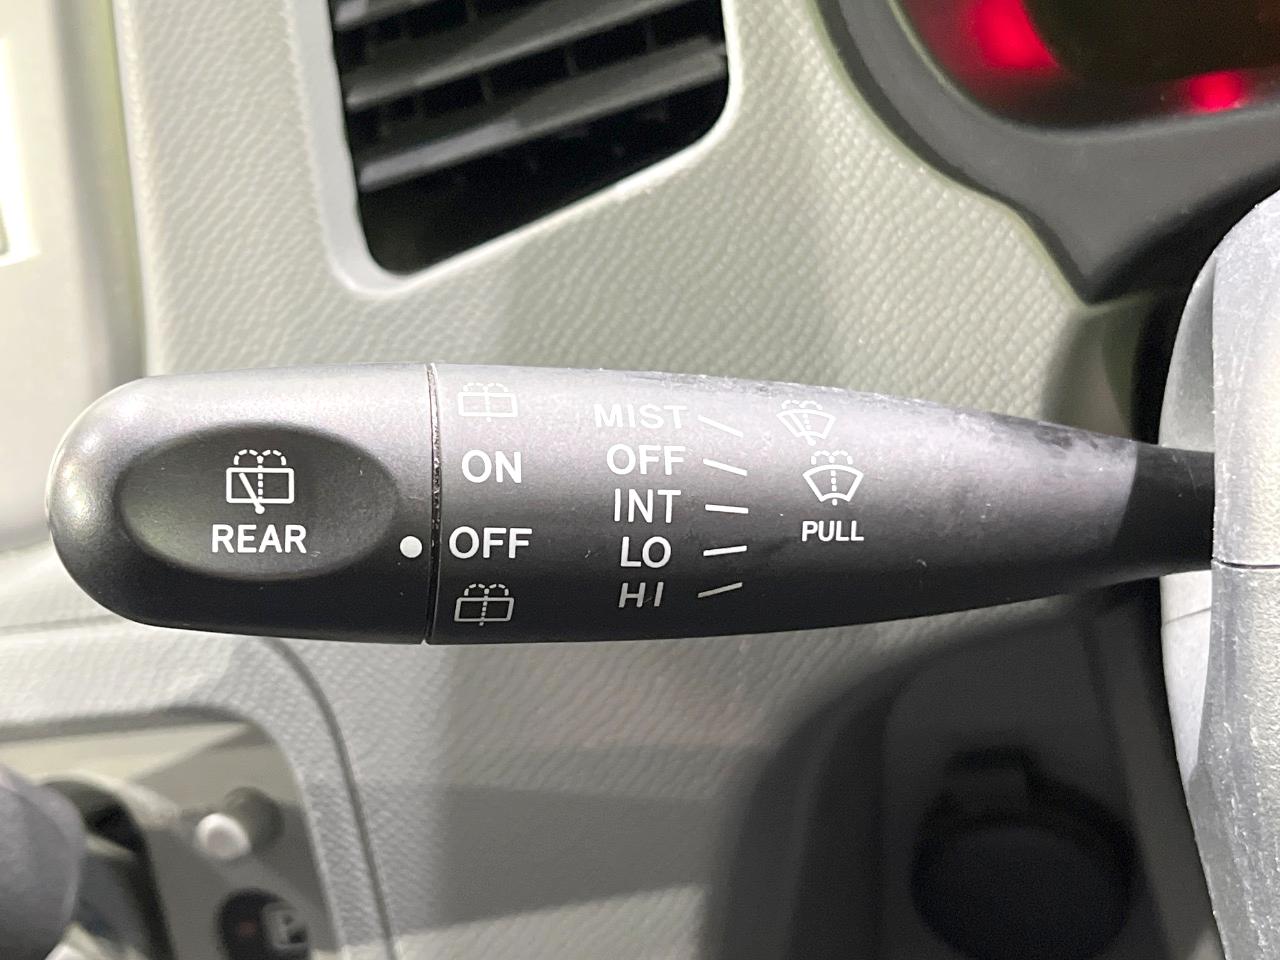 REAR
ON
OFF
MIST
OFF
INT
LO
HI
PULL
P